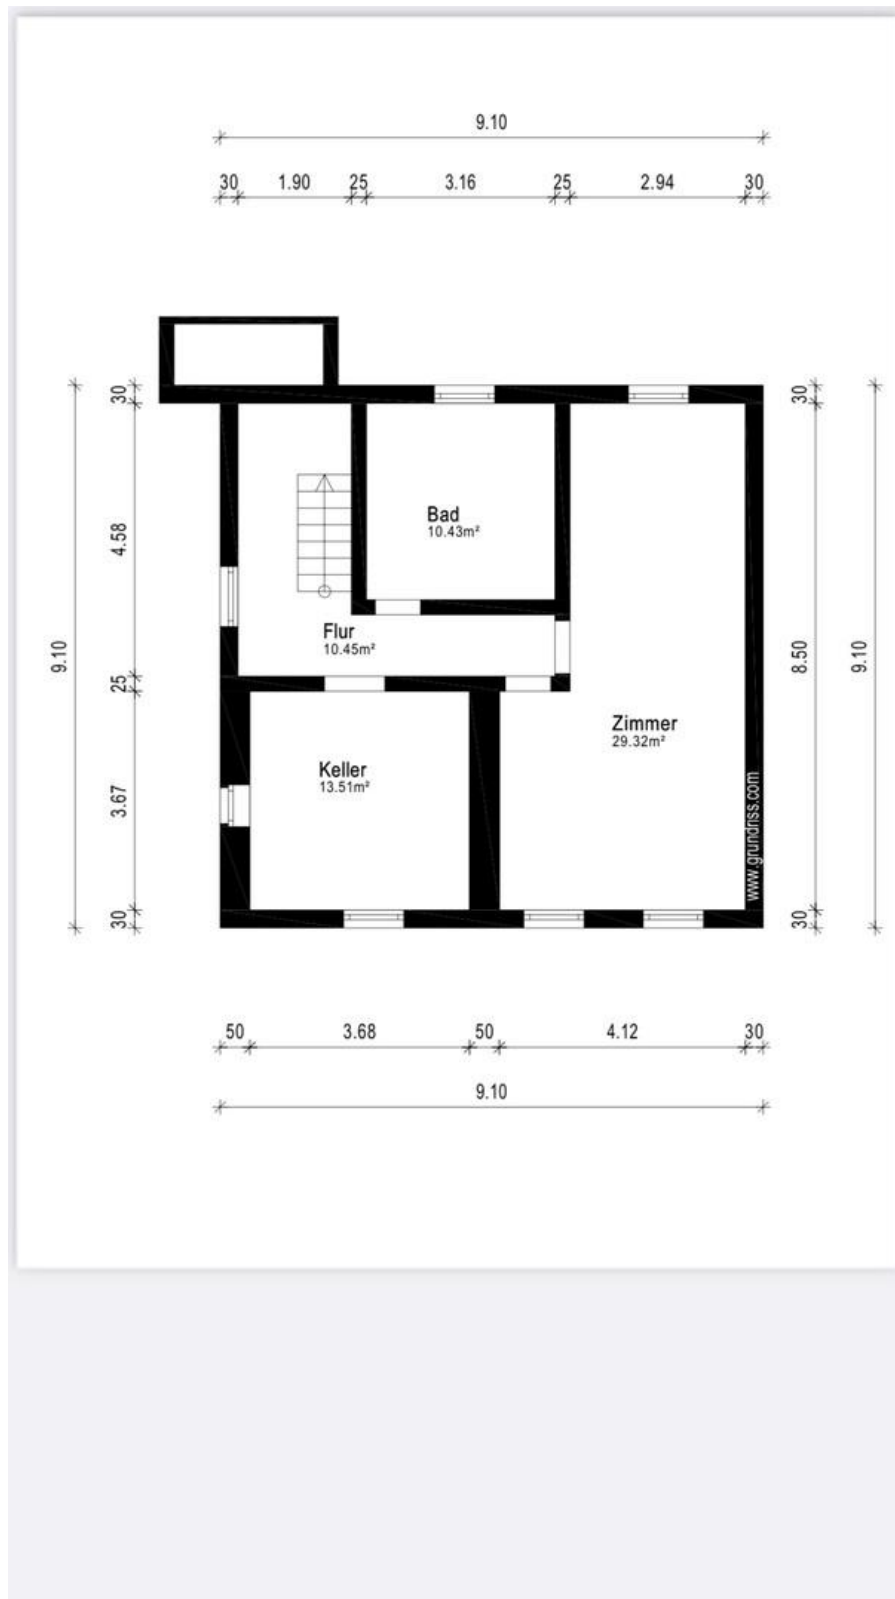 9.10
30 1.90 25 3.16 25 2.94 30
30
4.58
25
3.67
30
9.10
Bad
10.43m²
Flur
10.45m²
Zimmer
29.32m²
Keller
13.51m²
www.grundriss.com
30
8.50
30
9.10
50 3.68 50 4.12 30
9.10